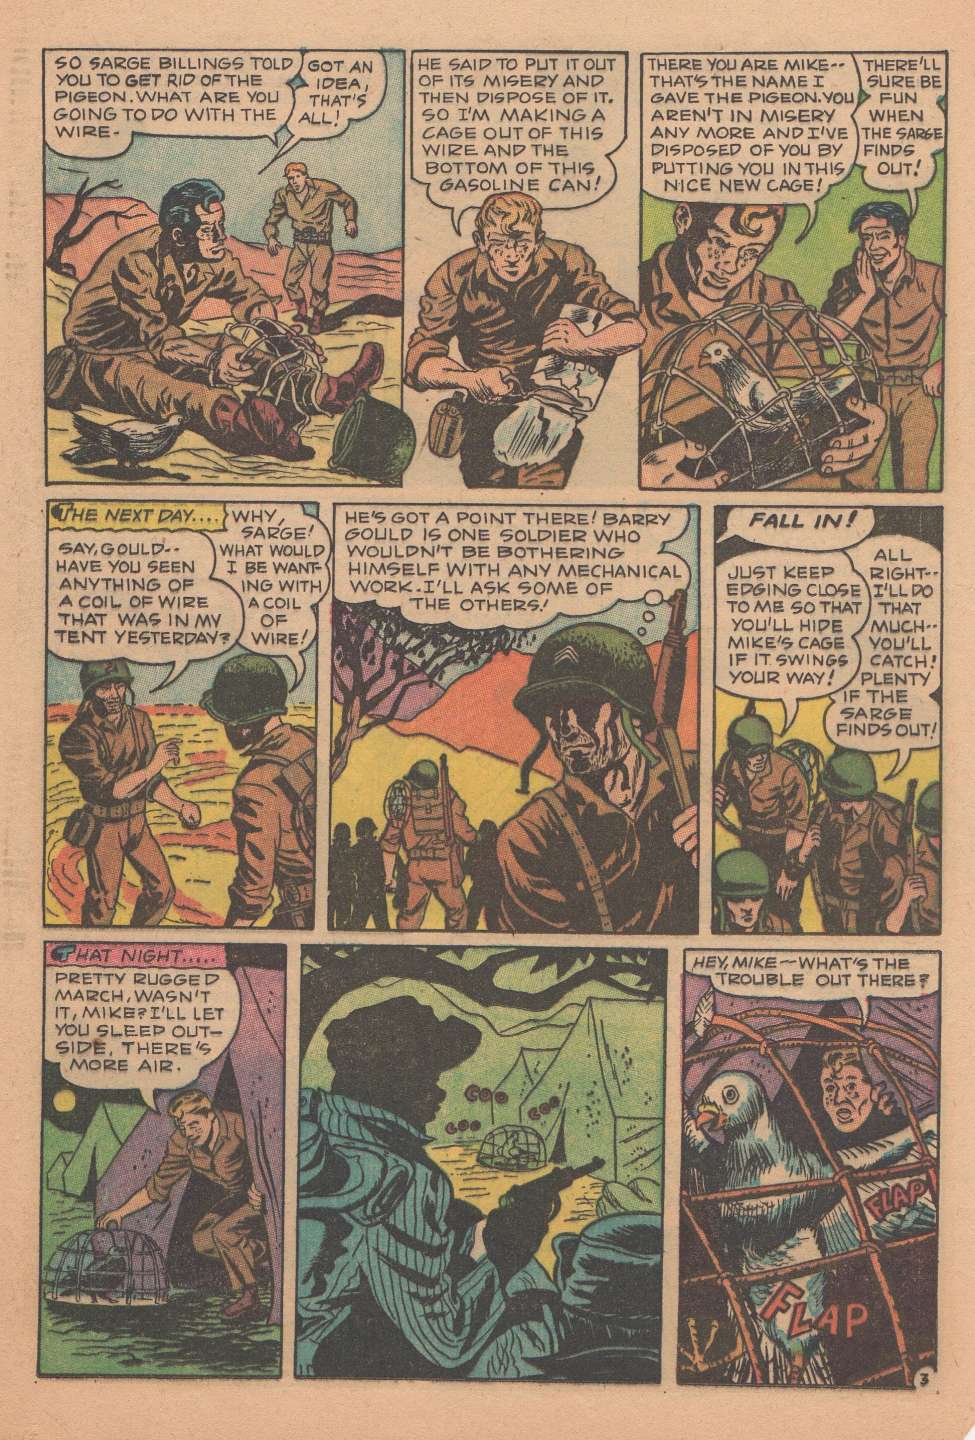 SO SARGE BILLINGS TOLD
YOU TO GET RID OF THE
PIGEON. WHAT ARE YOU
GOING TO DO WITH THE
WIRE-
GOT AN
IDEA,
THAT'S
ALL!
HE SAID TO PUT IT OUT
OF ITS MISERY AND
THEN DISPOSE OF IT.
SO I'M MAKING A
CAGE OUT OF THIS
WIRE AND THE
BOTTOM OF THIS
GASOLINE CAN!
THERE YOU ARE MIKE--
THAT'S THE NAME I
GAVE THE PIGEON. YOU
AREN'T IN MISERY
ANY MORE AND I'VE
DISPOSED OF YOU BY
PUTTING YOU IN THIS
NICE NEW CAGE!
THERE'LL
SURE BE
FUN
WHEN
THE SARGE
FINDS
OUT!
THE NEXT DAY....
SAY, GOULD--
HAVE YOU SEEN
ANYTHING OF
A COIL OF WIRE
THAT WAS IN MY
TENT YESTERDAY?
WHY,
SARGE!
WHAT WOULD
I BE WANT-
ING WITH
A COIL
OF
WIRE!
HE'S GOT A POINT THERE! BARRY
GOULD IS ONE SOLDIER WHO
WOULDN'T BE BOTHERING
HIMSELF WITH ANY MECHANICAL
WORK. I'LL ASK SOME OF
THE OTHERS!
FALL IN!
JUST KEEP
EDGING CLOSE
TO ME SO THAT
YOU'LL HIDE
MIKE'S CAGE
IF IT SWINGS
YOUR WAY!
ALL
RIGHT--
I'LL DO
THAT
MUCH--
YOU'LL
CATCH!
PLENTY
IF THE
SARGE
FINDS OUT!
THAT NIGHT.....
PRETTY RUGGED
MARCH, WASN'T
IT, MIKE? I'LL LET
YOU SLEEP OUT-
SIDE, THERE'S
MORE AIR.
COO
COO
COO
HEY, MIKE--WHAT'S THE
TROUBLE OUT THERE?
FLAP!
FLAP
3